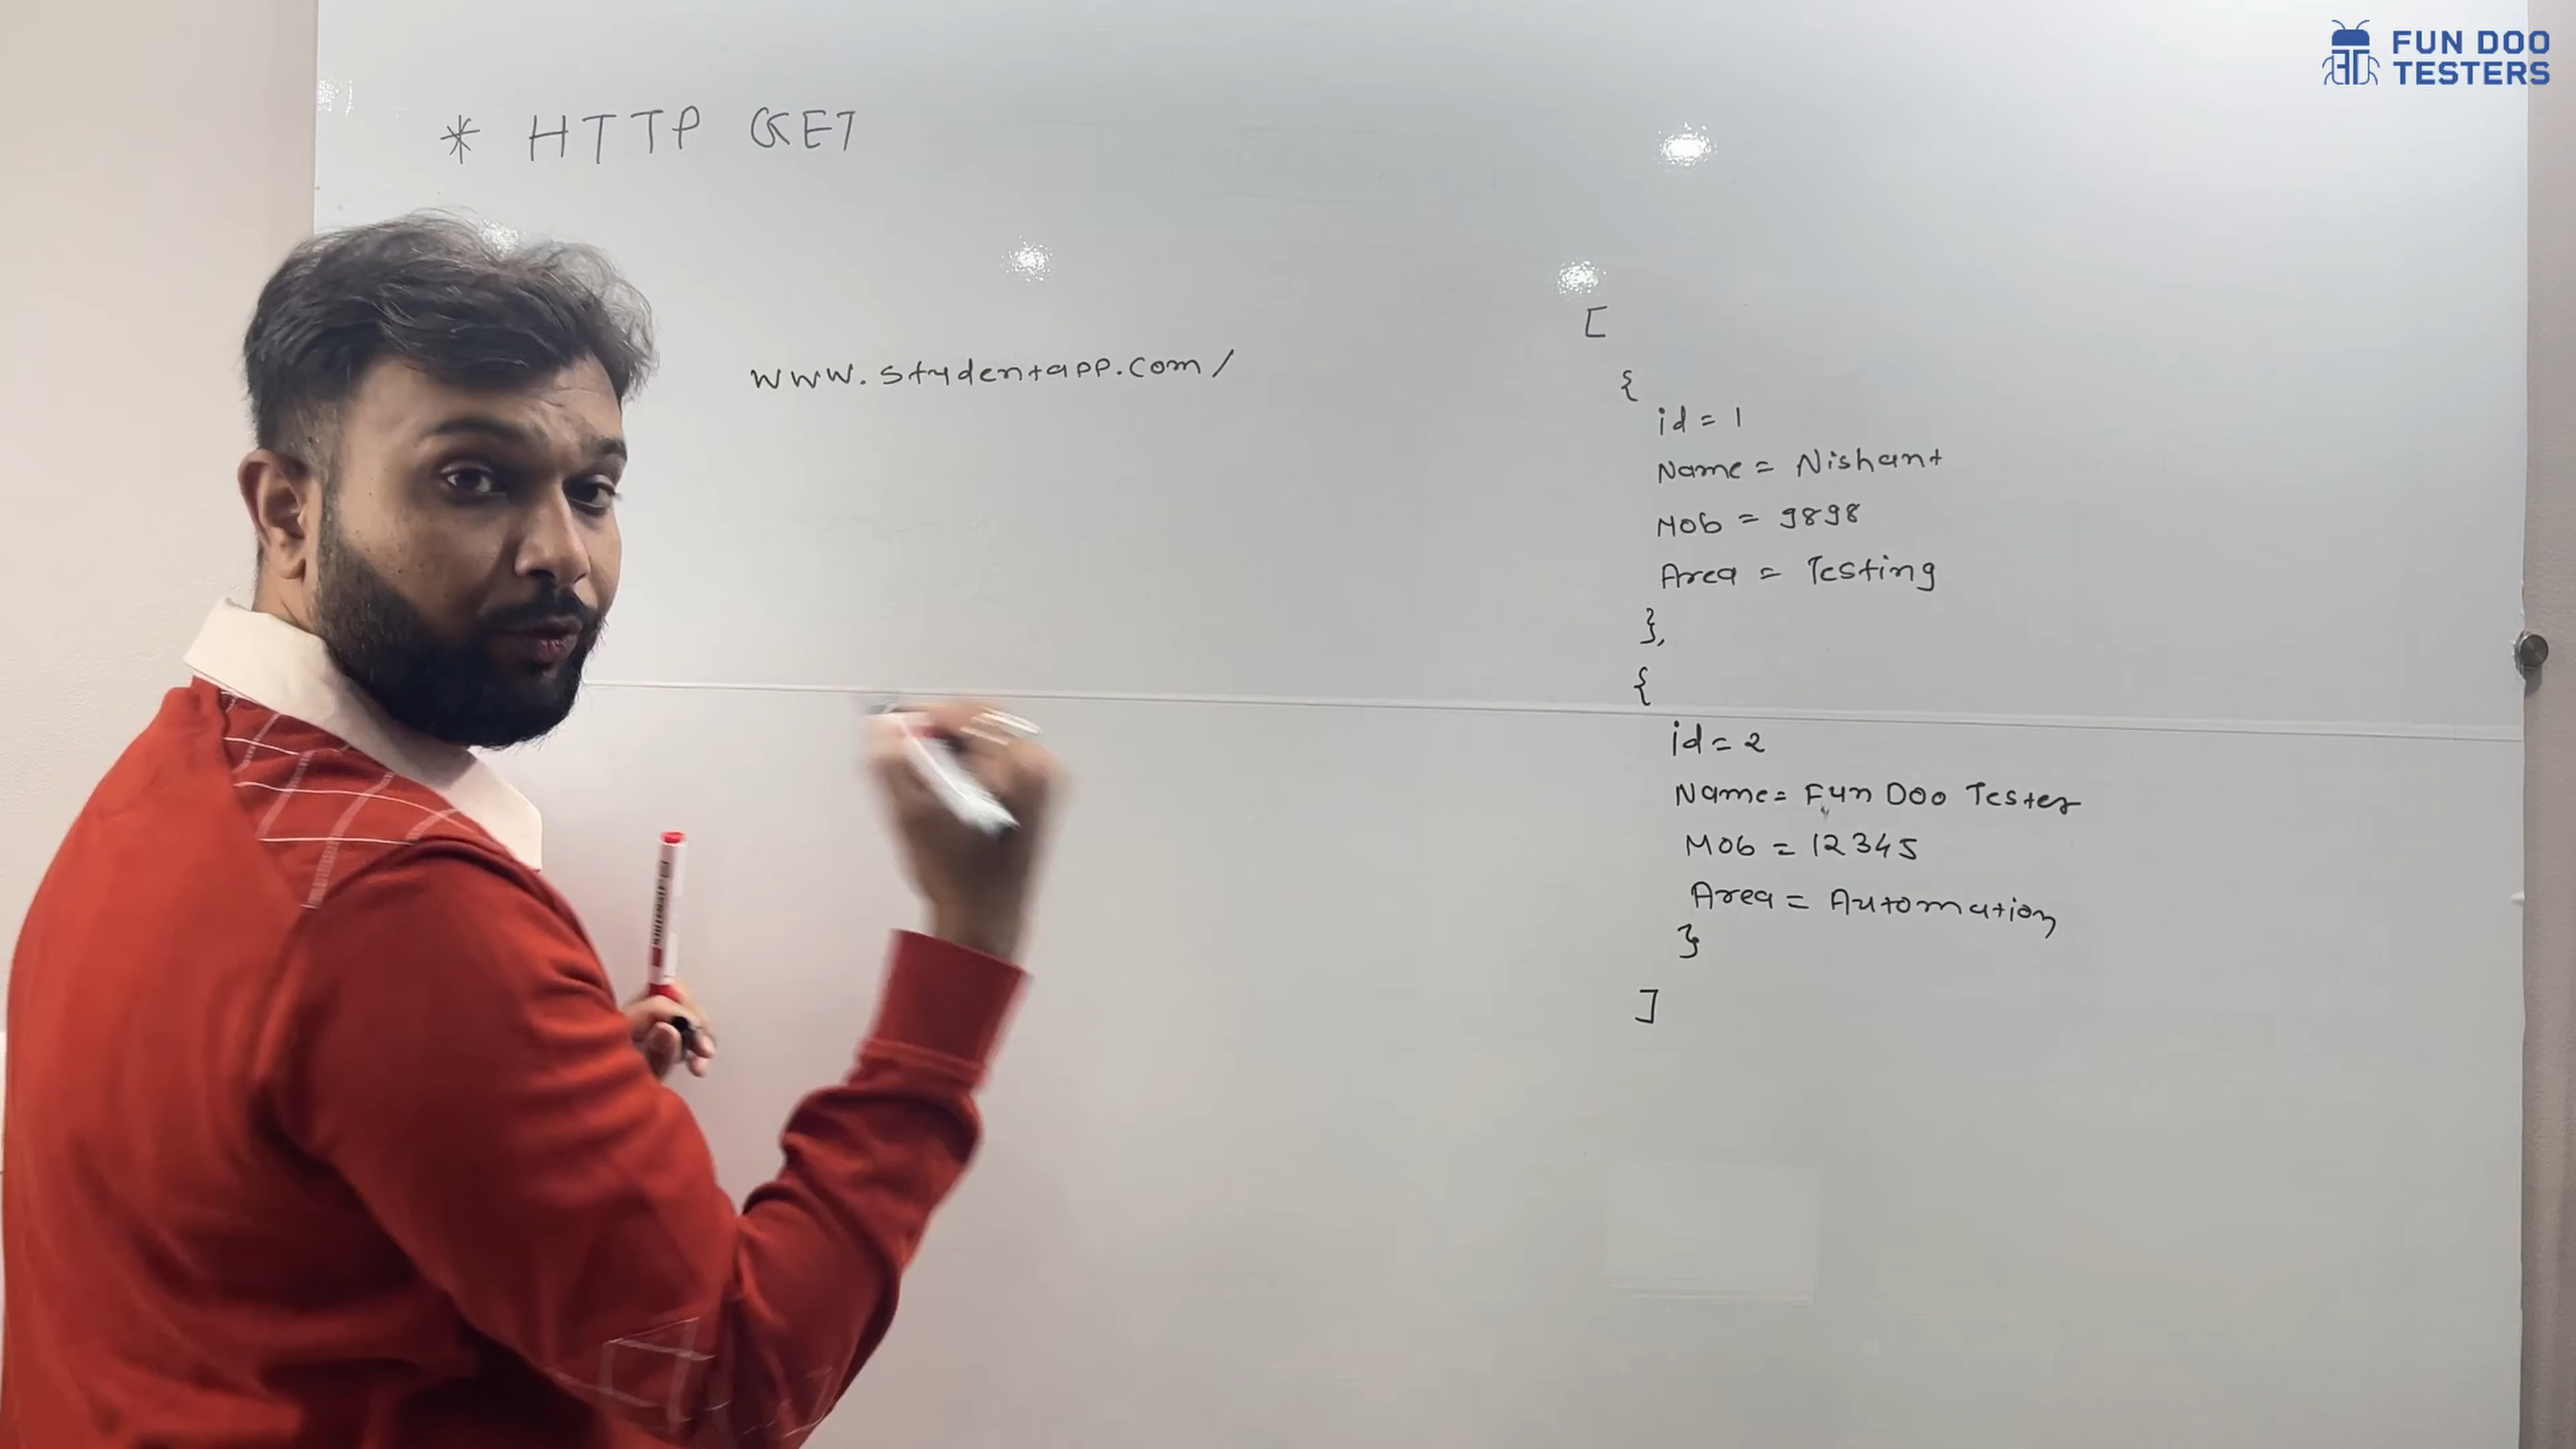 FUN DOO
TESTERS
* HTTP GET
www.studentapp.com/
[
{
id = 1
Name = Nishant
Mob = 9898
Area = Testing
},
{
id = 2
Name = Fun Doo Tester
Mob = 12345
Area = Automation
}
]